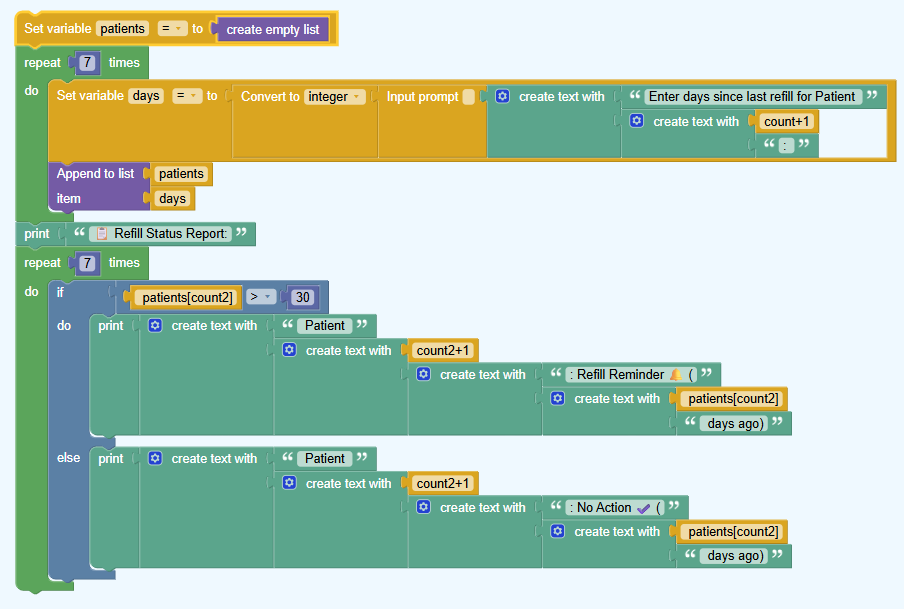 Set variable patients = to create empty list
repeat 7 times
do Set variable days = to Convert to integer Input prompt create text with “ Enter days since last refill for Patient ”
create text with count+1
“ : ”
Append to list patients
item days
print “ 📋 Refill Status Report: ”
repeat 7 times
do if patients[count2] > 30
do print create text with “ Patient ”
create text with count2+1
create text with “ : Refill Reminder 🔔 ( ”
create text with patients[count2]
“ days ago) ”
else print create text with “ Patient ”
create text with count2+1
create text with “ : No Action ✔ ( ”
create text with patients[count2]
“ days ago) ”